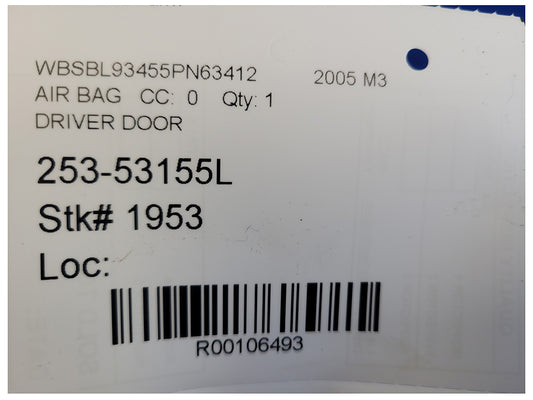 WBSBL93455PN63412 2005 M3
AIR BAG CC: 0 Qty: 1
DRIVER DOOR
253-53155L
Stk# 1953
Loc:
R00106493